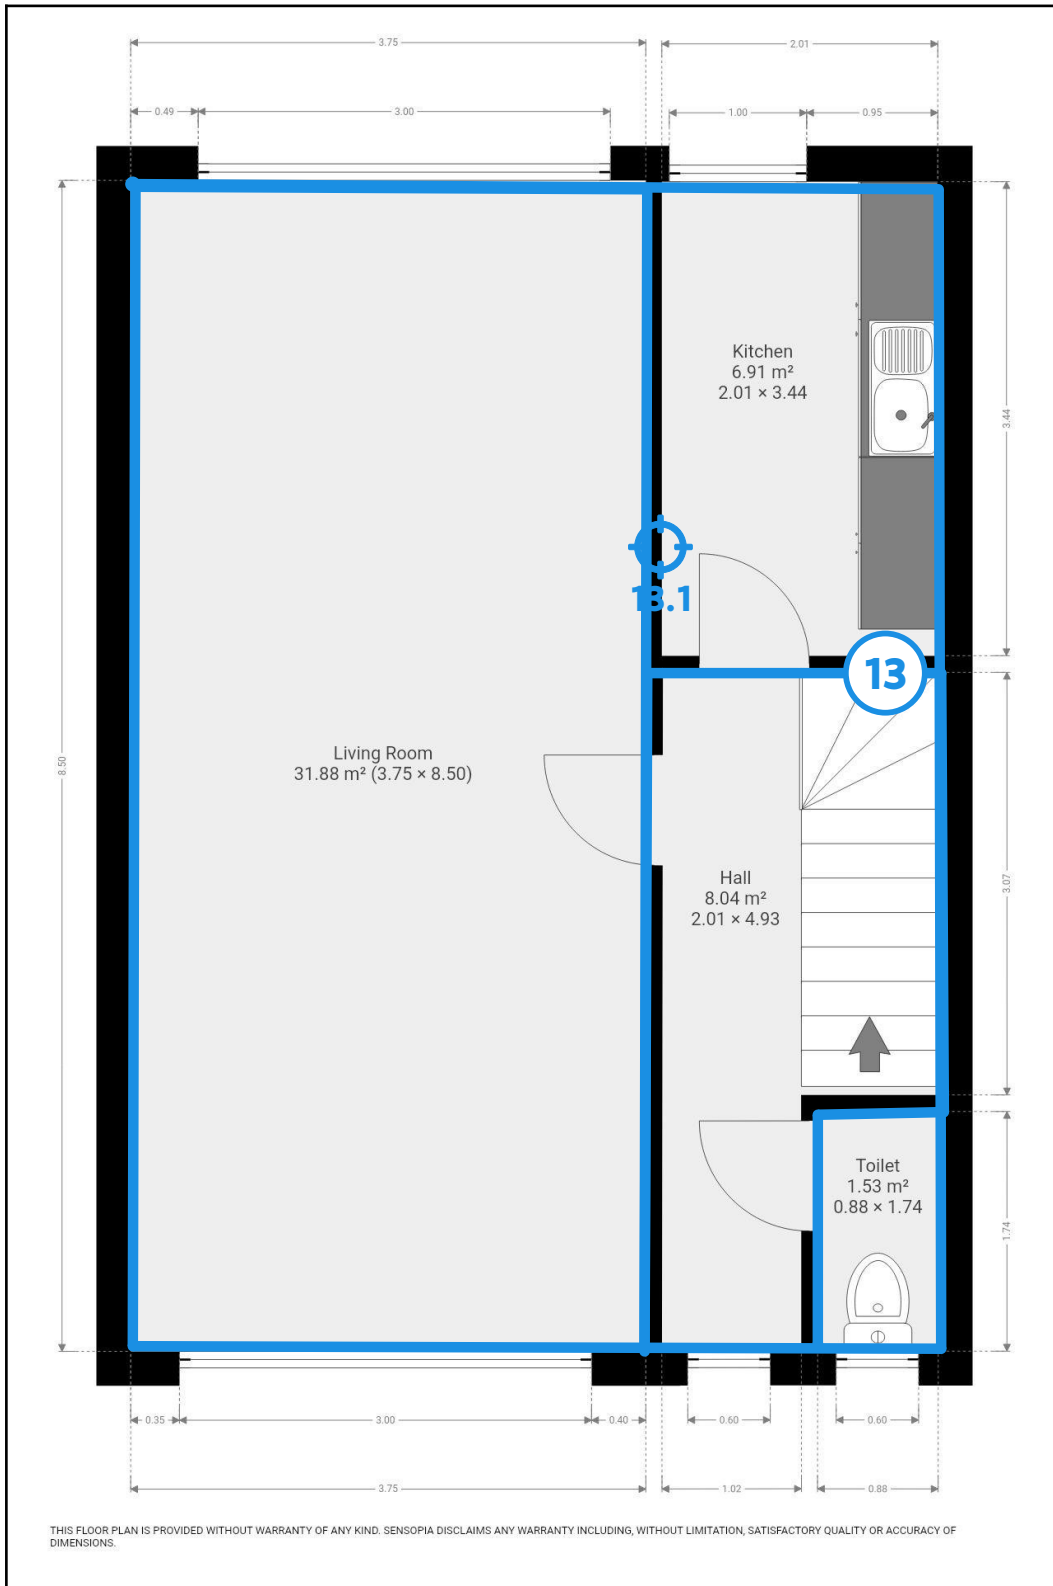 3.75
2.01
0.49
3.00
1.00
0.95
Kitchen
6.91 m²
2.01 × 3.44
3.44
13.1
13
Living Room
31.88 m² (3.75 × 8.50)
8.50
Hall
8.04 m²
2.01 × 4.93
3.07
Toilet
1.53 m²
0.88 × 1.74
1.74
0.35
3.00
0.40
0.60
0.60
3.75
1.02
0.88
THIS FLOOR PLAN IS PROVIDED WITHOUT WARRANTY OF ANY KIND. SENSOPIA DISCLAIMS ANY WARRANTY INCLUDING, WITHOUT LIMITATION, SATISFACTORY QUALITY OR ACCURACY OF
DIMENSIONS.